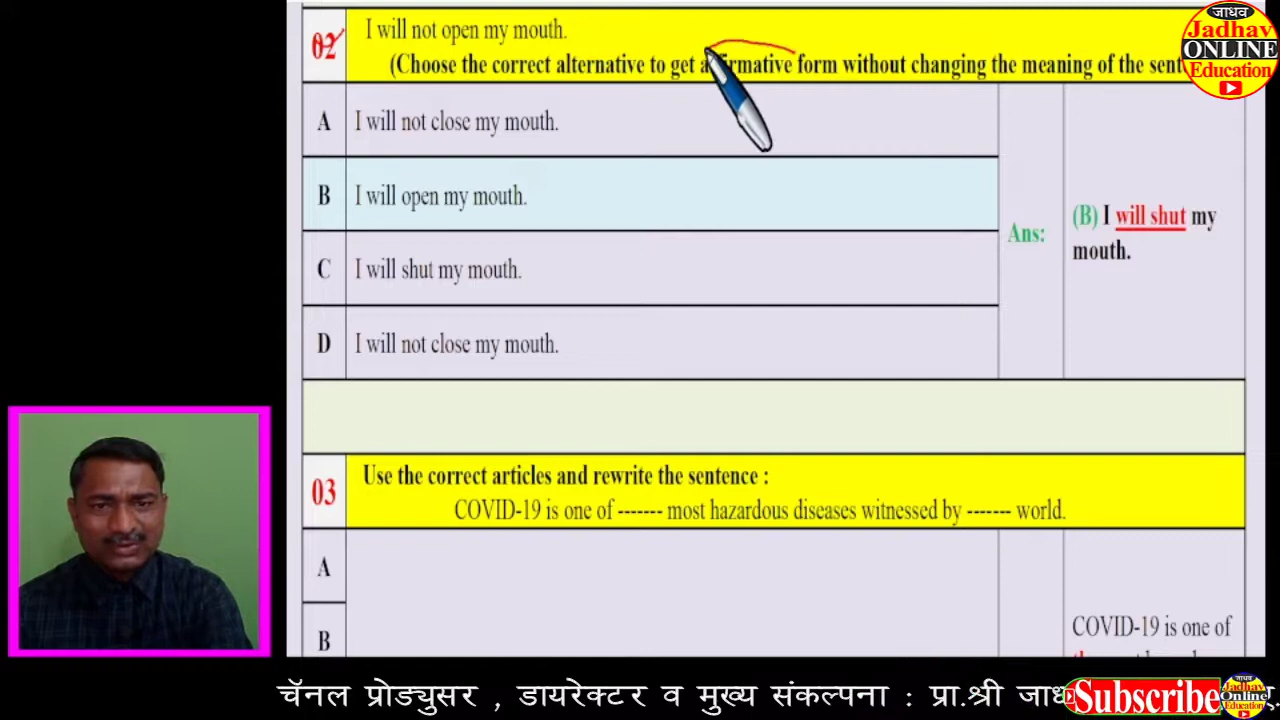 02
I will not open my mouth.
(Choose the correct alternative to get affirmative form without changing the meaning of the sent
A
I will not close my mouth.
B
I will open my mouth.
C
I will shut my mouth.
D
I will not close my mouth.
Ans:
(B) I will shut my
mouth.
03
Use the correct articles and rewrite the sentence :
COVID-19 is one of ------- most hazardous diseases witnessed by ------- world.
A
B
COVID-19 is one of
जाधव
Jadhav
ONLINE
Education
चॅनल प्रोड्युसर , डायरेक्टर व मुख्य संकल्पना : प्रा.श्री जाध
Subscribe
जाधव
Jadhav
Online
Education